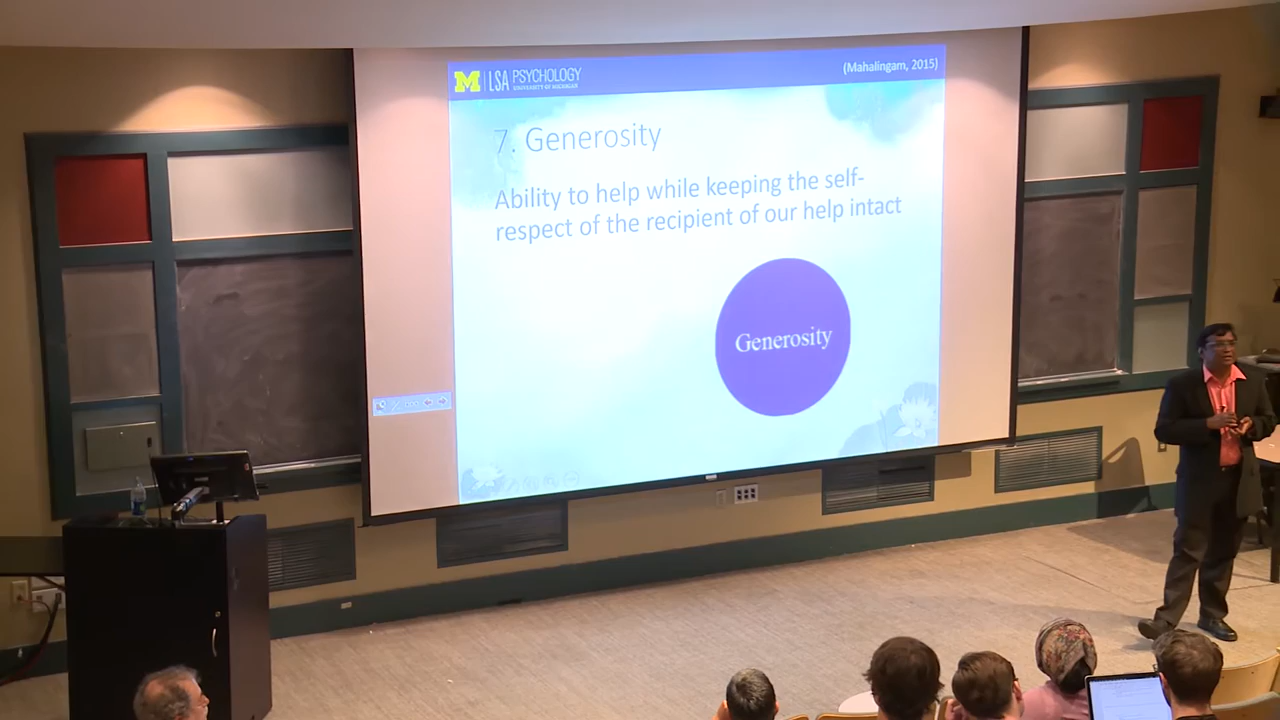 M LSA PSYCHOLOGY
UNIVERSITY OF MICHIGAN
(Mahalingam, 2015)
7. Generosity
Ability to help while keeping the self-
respect of the recipient of our help intact
Generosity